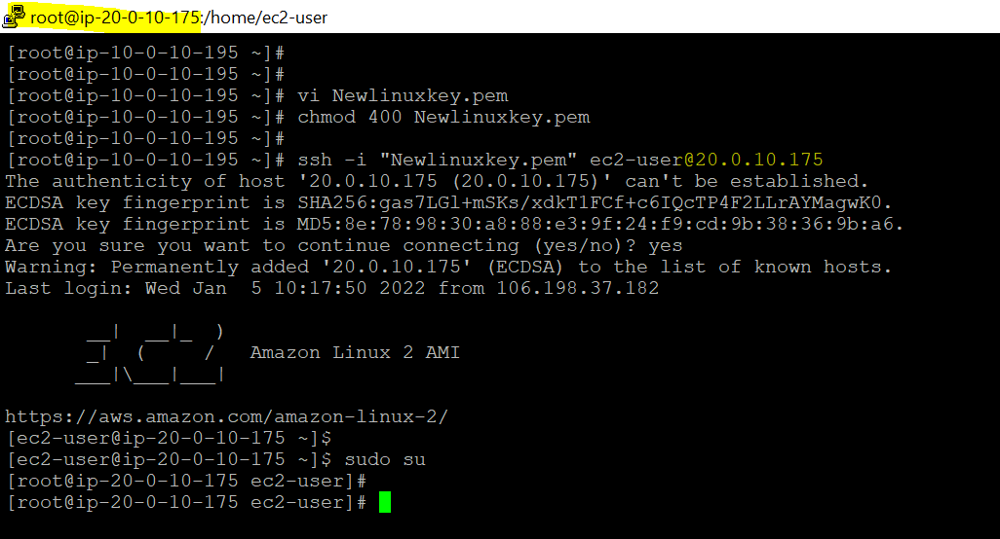 root@ip-20-0-10-175:/home/ec2-user
[root@ip-10-0-10-195 ~]#
[root@ip-10-0-10-195 ~]#
[root@ip-10-0-10-195 ~]# vi Newlinuxkey.pem
[root@ip-10-0-10-195 ~]# chmod 400 Newlinuxkey.pem
[root@ip-10-0-10-195 ~]#
[root@ip-10-0-10-195 ~]# ssh -i "Newlinuxkey.pem" ec2-user@20.0.10.175
The authenticity of host '20.0.10.175 (20.0.10.175)' can't be established.
ECDSA key fingerprint is SHA256:gas7LGl+mSKs/xdkT1FCf+c6IQcTP4F2LLrAYMagwK0.
ECDSA key fingerprint is MD5:8e:78:98:30:a8:88:e3:9f:24:f9:cd:9b:38:36:9b:a6.
Are you sure you want to continue connecting (yes/no)? yes
Warning: Permanently added '20.0.10.175' (ECDSA) to the list of known hosts.
Last login: Wed Jan  5 10:17:50 2022 from 106.198.37.182
       __|  __|_  )
       _|  (     /   Amazon Linux 2 AMI
      ___|\___|___|
https://aws.amazon.com/amazon-linux-2/
[ec2-user@ip-20-0-10-175 ~]$
[ec2-user@ip-20-0-10-175 ~]$ sudo su
[root@ip-20-0-10-175 ec2-user]#
[root@ip-20-0-10-175 ec2-user]#